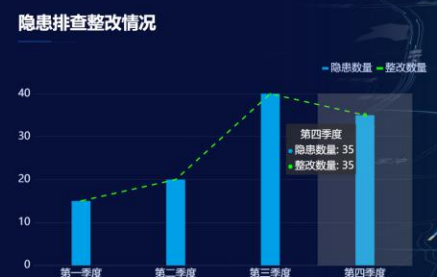 隐患排查整改情况
隐患数量 整改数量
40
30
20
10
0
第四季度
隐患数量: 35
整改数量: 35
第一季度 第二季度 第三季度 第四季度